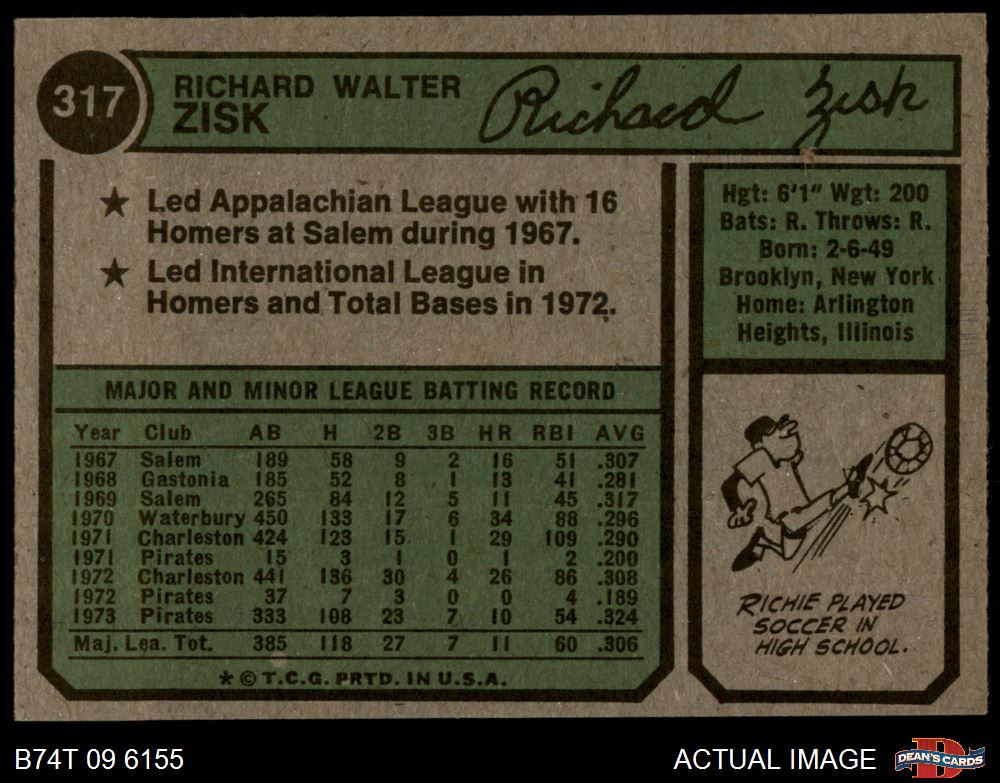 317
RICHARD WALTER
ZISK
Richard Zisk
★ Led Appalachian League with 16
Homers at Salem during 1967.
★ Led International League in
Homers and Total Bases in 1972.
Hgt: 6'1" Wgt: 200
Bats: R. Throws: R.
Born: 2-6-49
Brooklyn, New York
Home: Arlington
Heights, Illinois
MAJOR AND MINOR LEAGUE BATTING RECORD
Year Club AB H 2B 3B HR RBI AVG
1967 Salem 189 58 9 2 16 51 .307
1968 Gastonia 185 52 8 1 13 41 .281
1969 Salem 265 84 12 5 11 45 .317
1970 Waterbury 450 133 17 6 34 88 .296
1971 Charleston 424 123 15 1 29 109 .290
1971 Pirates 15 3 1 0 1 2 .200
1972 Charleston 441 136 30 4 26 86 .308
1972 Pirates 37 7 3 0 0 4 .189
1973 Pirates 333 108 23 7 10 54 .324
Maj. Lea. Tot. 385 118 27 7 11 60 .306
* © T.C.G. PRTD. IN U.S.A.
RICHIE PLAYED
SOCCER IN
HIGH SCHOOL.
B74T 09 6155
ACTUAL IMAGE
D
DEAN'S CARDS